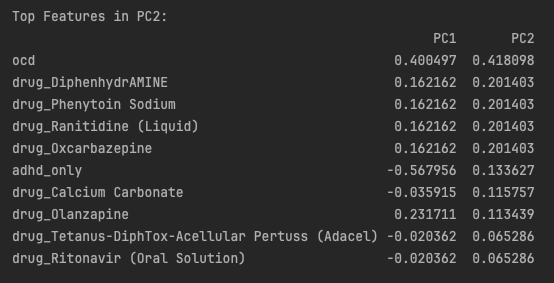 Top Features in PC2:
PC1 PC2
ocd 0.400497 0.418098
drug_DiphenhydrAMINE 0.162162 0.201403
drug_Phenytoin Sodium 0.162162 0.201403
drug_Ranitidine (Liquid) 0.162162 0.201403
drug_Oxcarbazepine 0.162162 0.201403
adhd_only -0.567956 0.133627
drug_Calcium Carbonate -0.035915 0.115757
drug_Olanzapine 0.231711 0.113439
drug_Tetanus-DiphTox-Acellular Pertuss (Adacel) -0.020362 0.065286
drug_Ritonavir (Oral Solution) -0.020362 0.065286